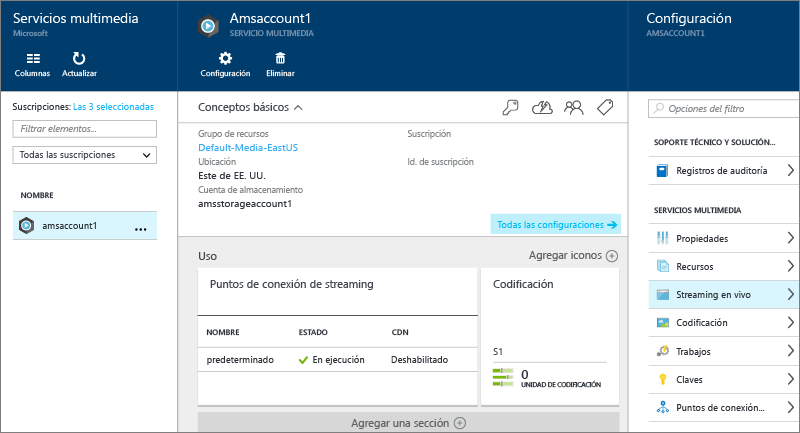 Servicios multimedia
Microsoft
Columnas
Actualizar
Suscripciones: Las 3 seleccionadas
Filtrar elementos...
Todas las suscripciones
NOMBRE
amsaccount1
...
Amsaccount1
SERVICIO MULTIMEDIA
Configuración
Eliminar
Conceptos básicos
Grupo de recursos
Default-Media-EastUS
Ubicación
Este de EE. UU.
Cuenta de almacenamiento
amsstorageaccount1
Suscripción
Id. de suscripción
Todas las configuraciones
Uso
Agregar iconos
Puntos de conexión de streaming
NOMBRE ESTADO CDN
predeterminado En ejecución Deshabilitado
Codificación
S1
0
UNIDAD DE CODIFICACIÓN
Agregar una sección
Configuración
AMSACCOUNT1
Opciones del filtro
SOPORTE TÉCNICO Y SOLUCIÓN...
Registros de auditoría
SERVICIOS MULTIMEDIA
Propiedades
Recursos
Streaming en vivo
Codificación
Trabajos
Claves
Puntos de conexión...